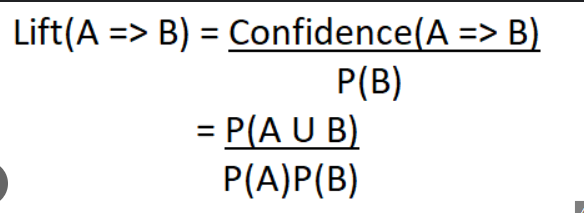 Lift(A => B) = Confidence(A => B)
P(B)
= P(A U B)
P(A)P(B)